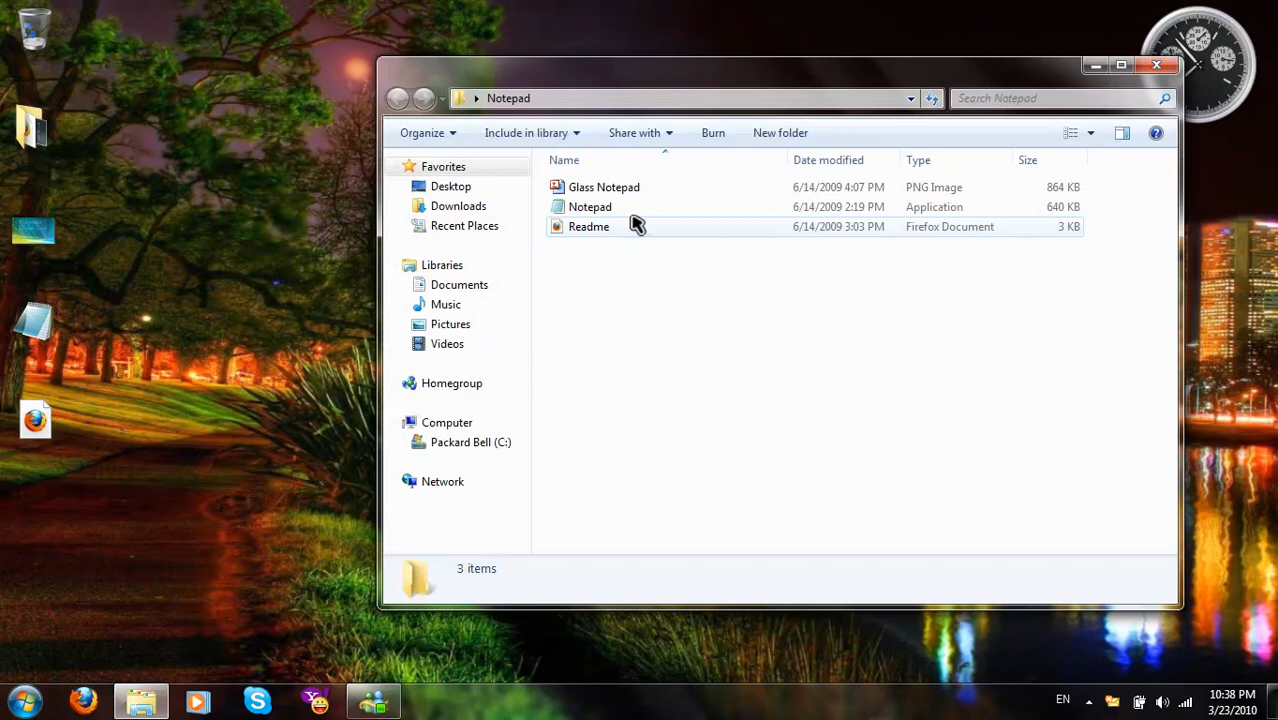 Notepad
Search Notepad
Organize Include in library Share with Burn New folder
Name Date modified Type Size
Favorites
Desktop
Downloads
Recent Places
Libraries
Documents
Music
Pictures
Videos
Homegroup
Computer
Packard Bell (C:)
Network
Glass Notepad 6/14/2009 4:07 PM PNG Image 864 KB
Notepad 6/14/2009 2:19 PM Application 640 KB
Readme 6/14/2009 3:03 PM Firefox Document 3 KB
3 items
EN
10:38 PM
3/23/2010